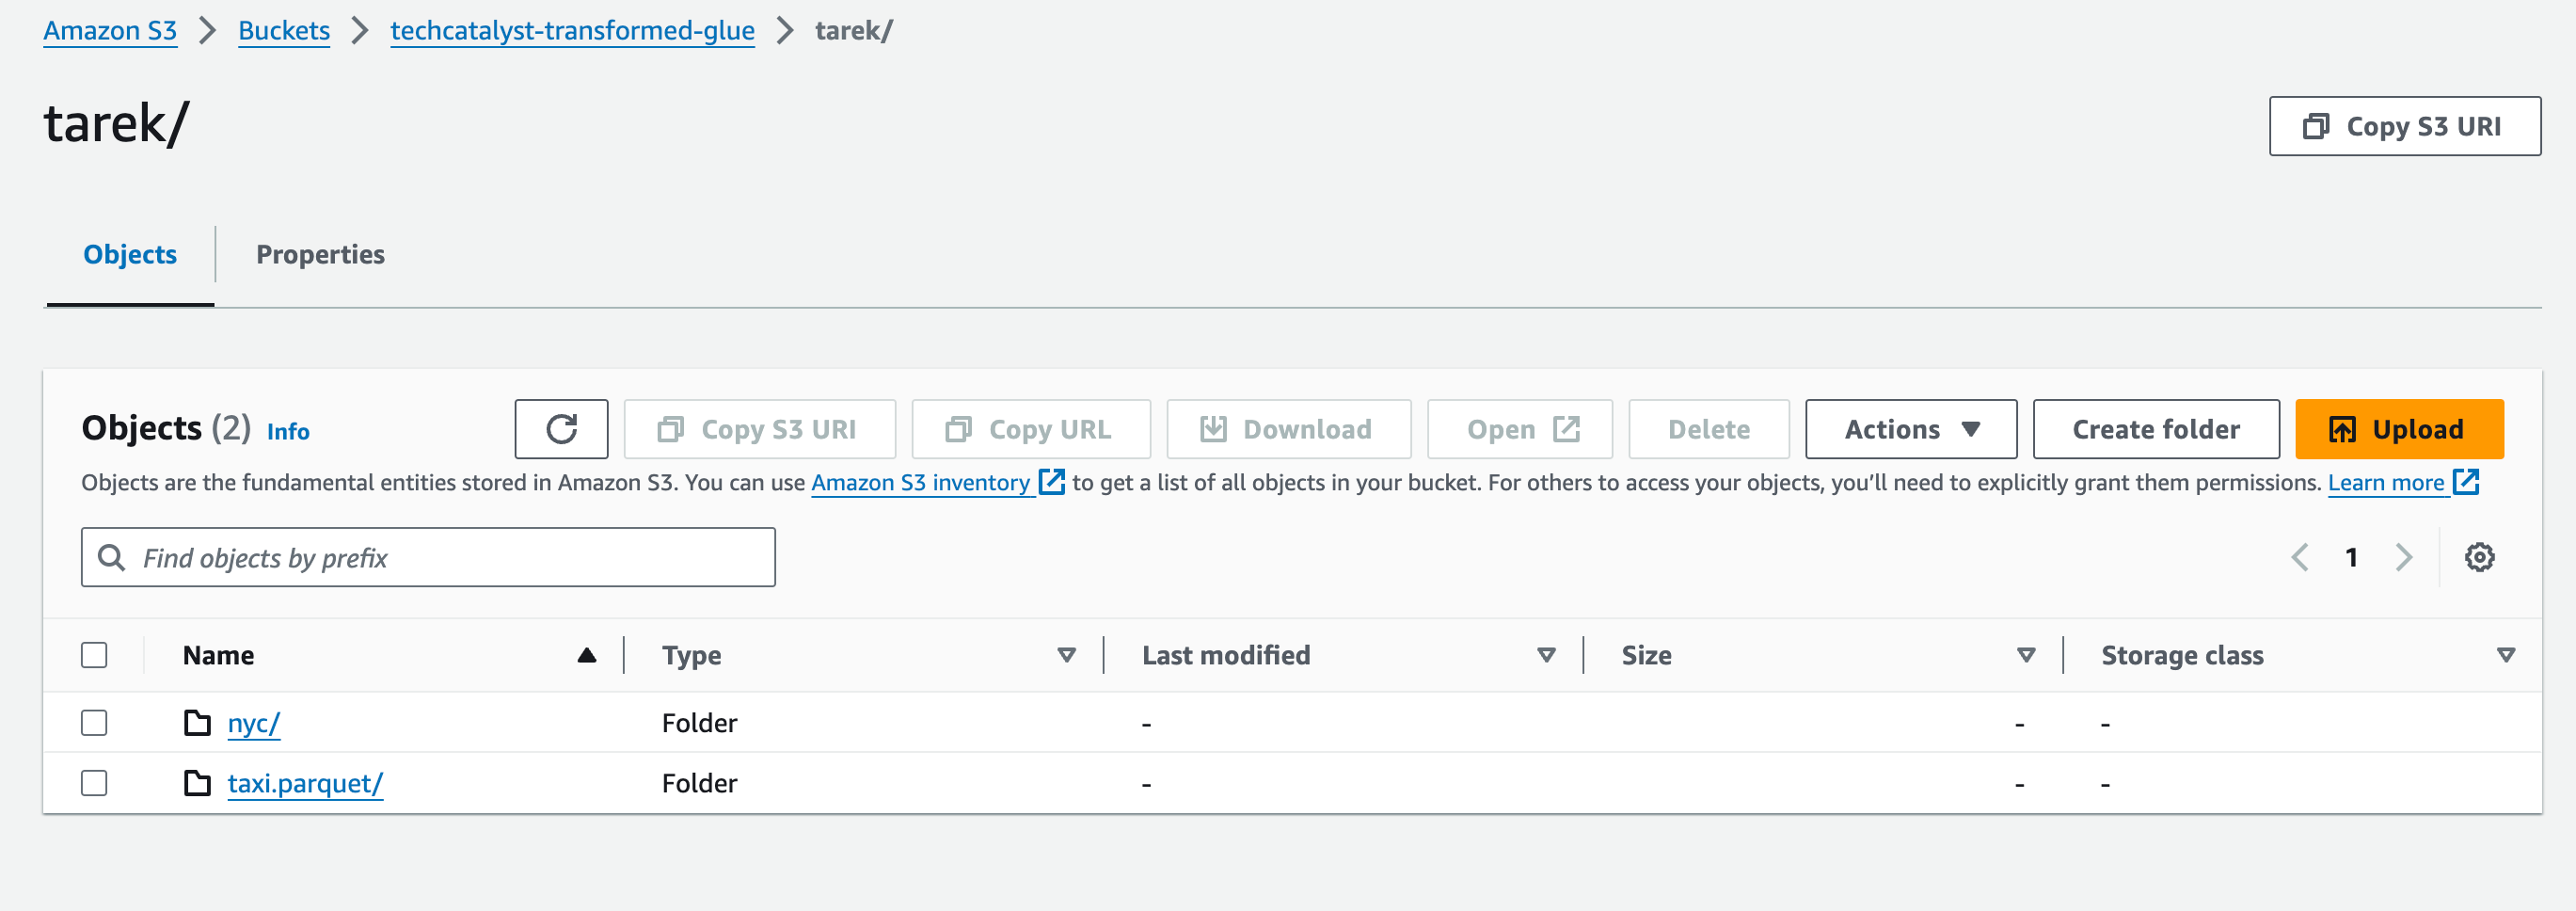 Amazon S3 > Buckets > techcatalyst-transformed-glue > tarek/
tarek/
Copy S3 URI
Objects
Properties
Objects (2) Info
Copy S3 URI
Copy URL
Download
Open
Delete
Actions
Create folder
Upload
Objects are the fundamental entities stored in Amazon S3. You can use Amazon S3 inventory to get a list of all objects in your bucket. For others to access your objects, you’ll need to explicitly grant them permissions. Learn more
Find objects by prefix
1
Name Type Last modified Size Storage class
nyc/ Folder - - -
taxi.parquet/ Folder - - -